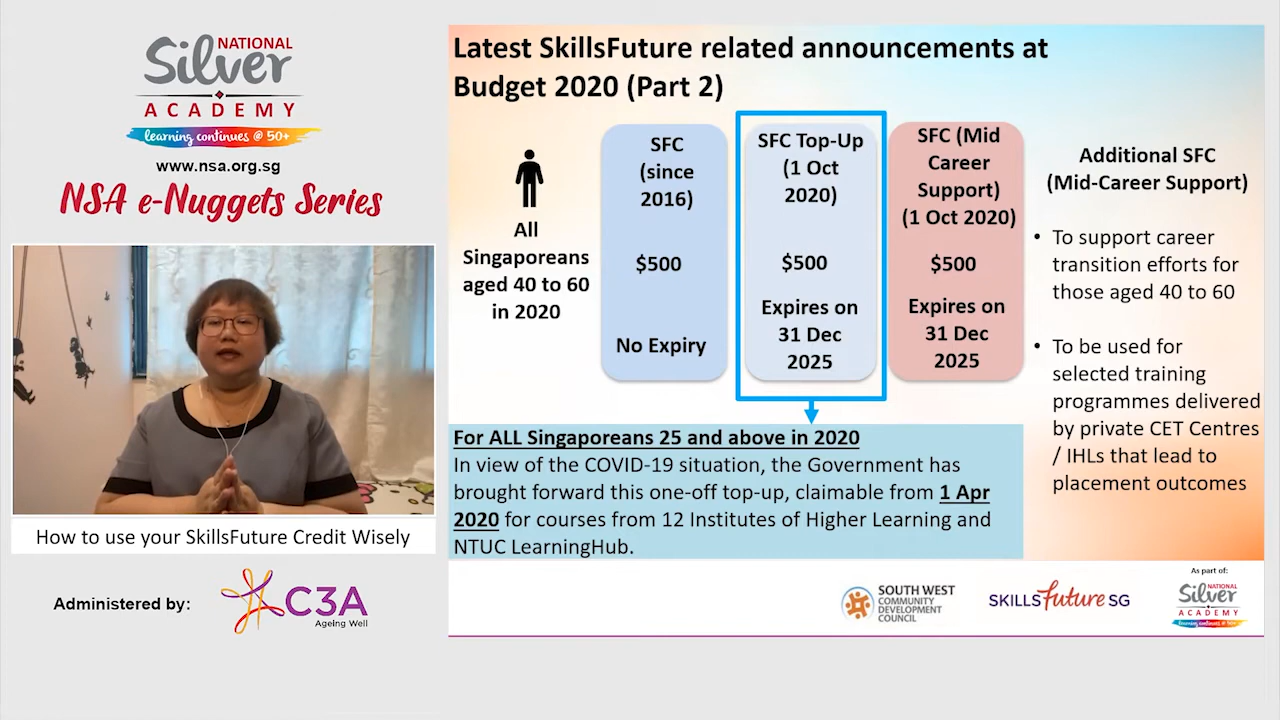 NATIONAL
Silver
ACADEMY
learning continues @ 50+
www.nsa.org.sg
NSA e-Nuggets Series
How to use your SkillsFuture Credit Wisely
Administered by:
C3A
Ageing Well
Latest SkillsFuture related announcements at
Budget 2020 (Part 2)
All
Singaporeans
aged 40 to 60
in 2020
SFC
(since
2016)
$500
No Expiry
SFC Top-Up
(1 Oct
2020)
$500
Expires on
31 Dec
2025
SFC (Mid
Career
Support)
(1 Oct 2020)
$500
Expires on
31 Dec
2025
Additional SFC
(Mid-Career Support)
• To support career
transition efforts for
those aged 40 to 60
• To be used for
selected training
programmes delivered
by private CET Centres
/ IHLs that lead to
placement outcomes
For ALL Singaporeans 25 and above in 2020
In view of the COVID-19 situation, the Government has
brought forward this one-off top-up, claimable from 1 Apr
2020 for courses from 12 Institutes of Higher Learning and
NTUC LearningHub.
SOUTH WEST
COMMUNITY
DEVELOPMENT
COUNCIL
SKILLSfuture SG
As part of:
NATIONAL
Silver
ACADEMY
learning continues @ 50+